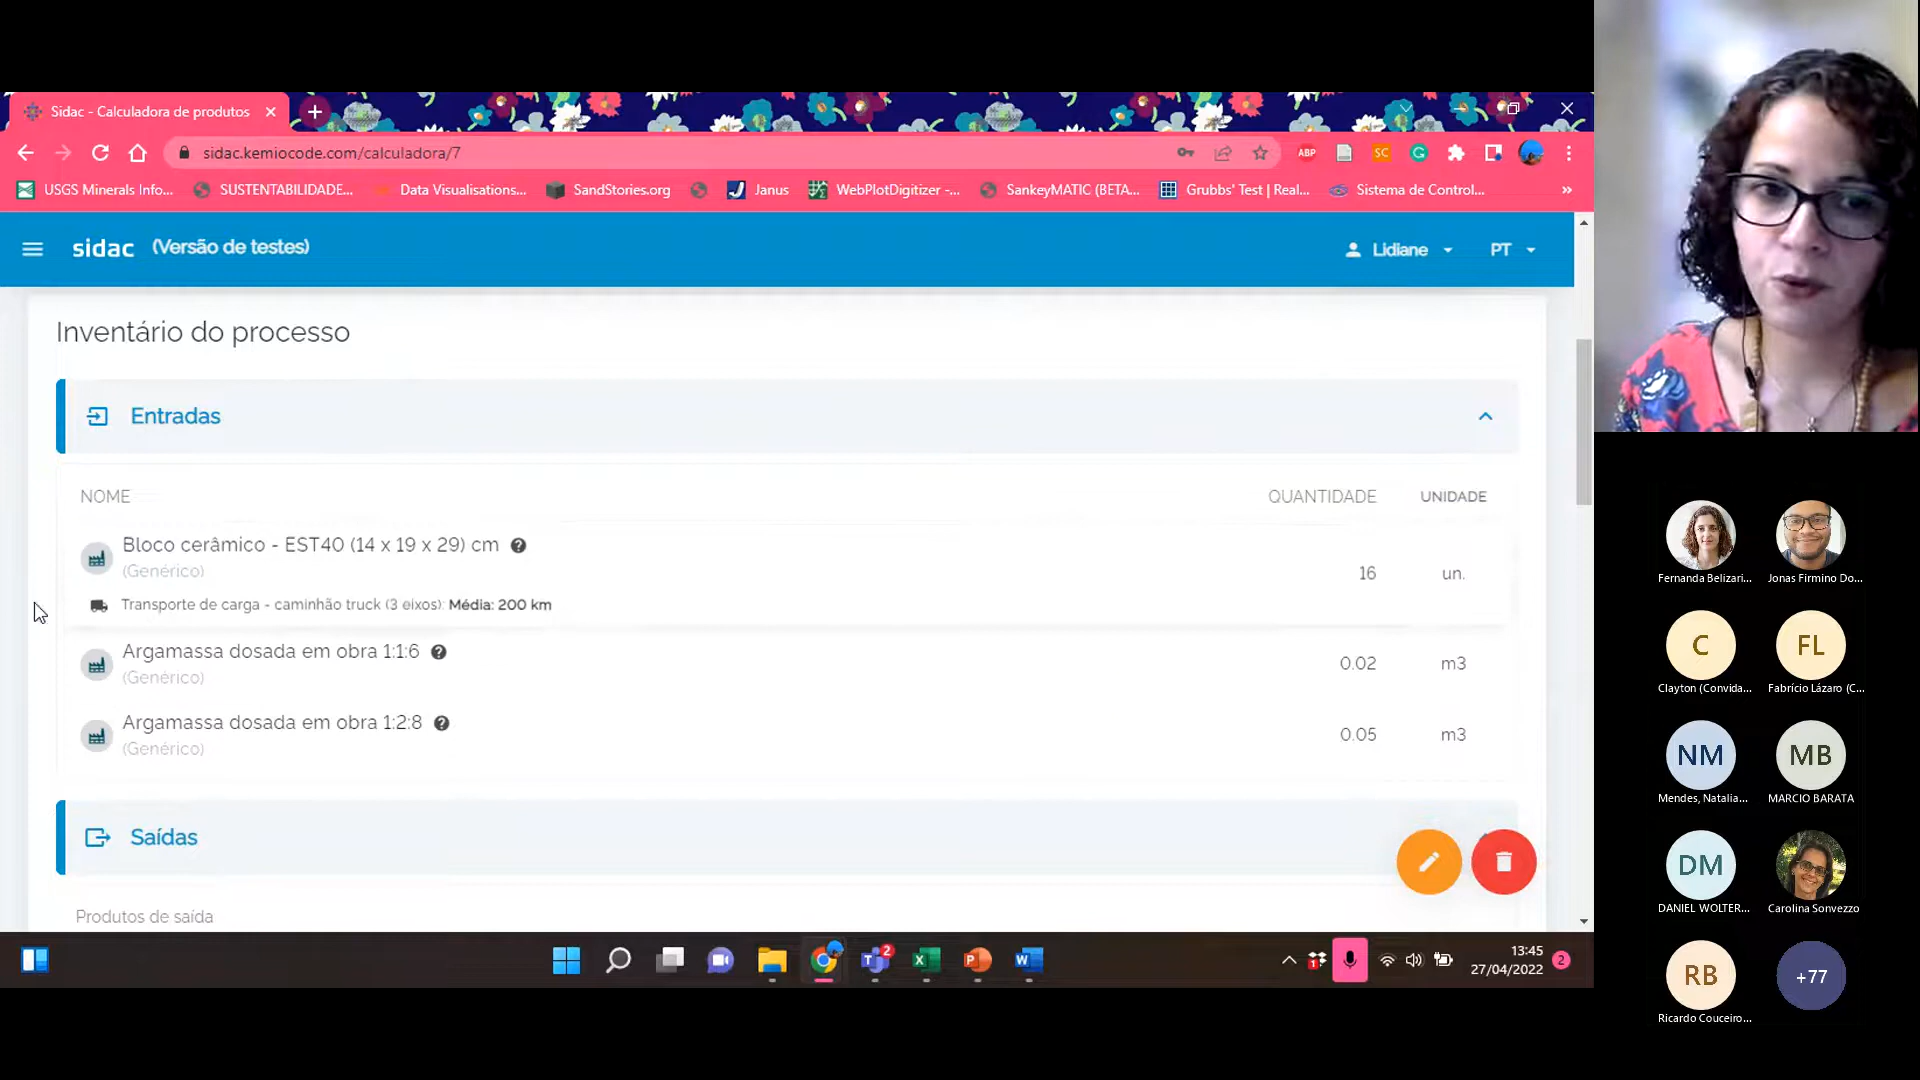 Sidac - Calculadora de produtos
sidac.kemiocode.com/calculadora/7
ABP
SC
USGS Minerals Info...
SUSTENTABILIDADE...
Data Visualisations...
SandStories.org
Janus
WebPlotDigitizer -...
SankeyMATIC (BETA...
Grubbs' Test | Real...
Sistema de Control...
»
sidac (Versão de testes)
Lidiane
PT
Inventário do processo
Entradas
NOME QUANTIDADE UNIDADE
Bloco cerâmico - EST40 (14 x 19 x 29) cm
(Genérico)
16 un.
Transporte de carga - caminhão truck (3 eixos): Média: 200 km
Argamassa dosada em obra 1:1:6
(Genérico)
0.02 m3
Argamassa dosada em obra 1:2:8
(Genérico)
0.05 m3
Saídas
Produtos de saída
2
1
13:45
27/04/2022
2
Fernanda Belizari...
Jonas Firmino Do...
C
FL
Clayton (Convida...
Fabrício Lázaro (C...
NM
MB
Mendes, Natalia...
MARCIO BARATA
DM
DANIEL WOLTER...
Carolina Sonvezzo
RB
+77
Ricardo Couceiro...